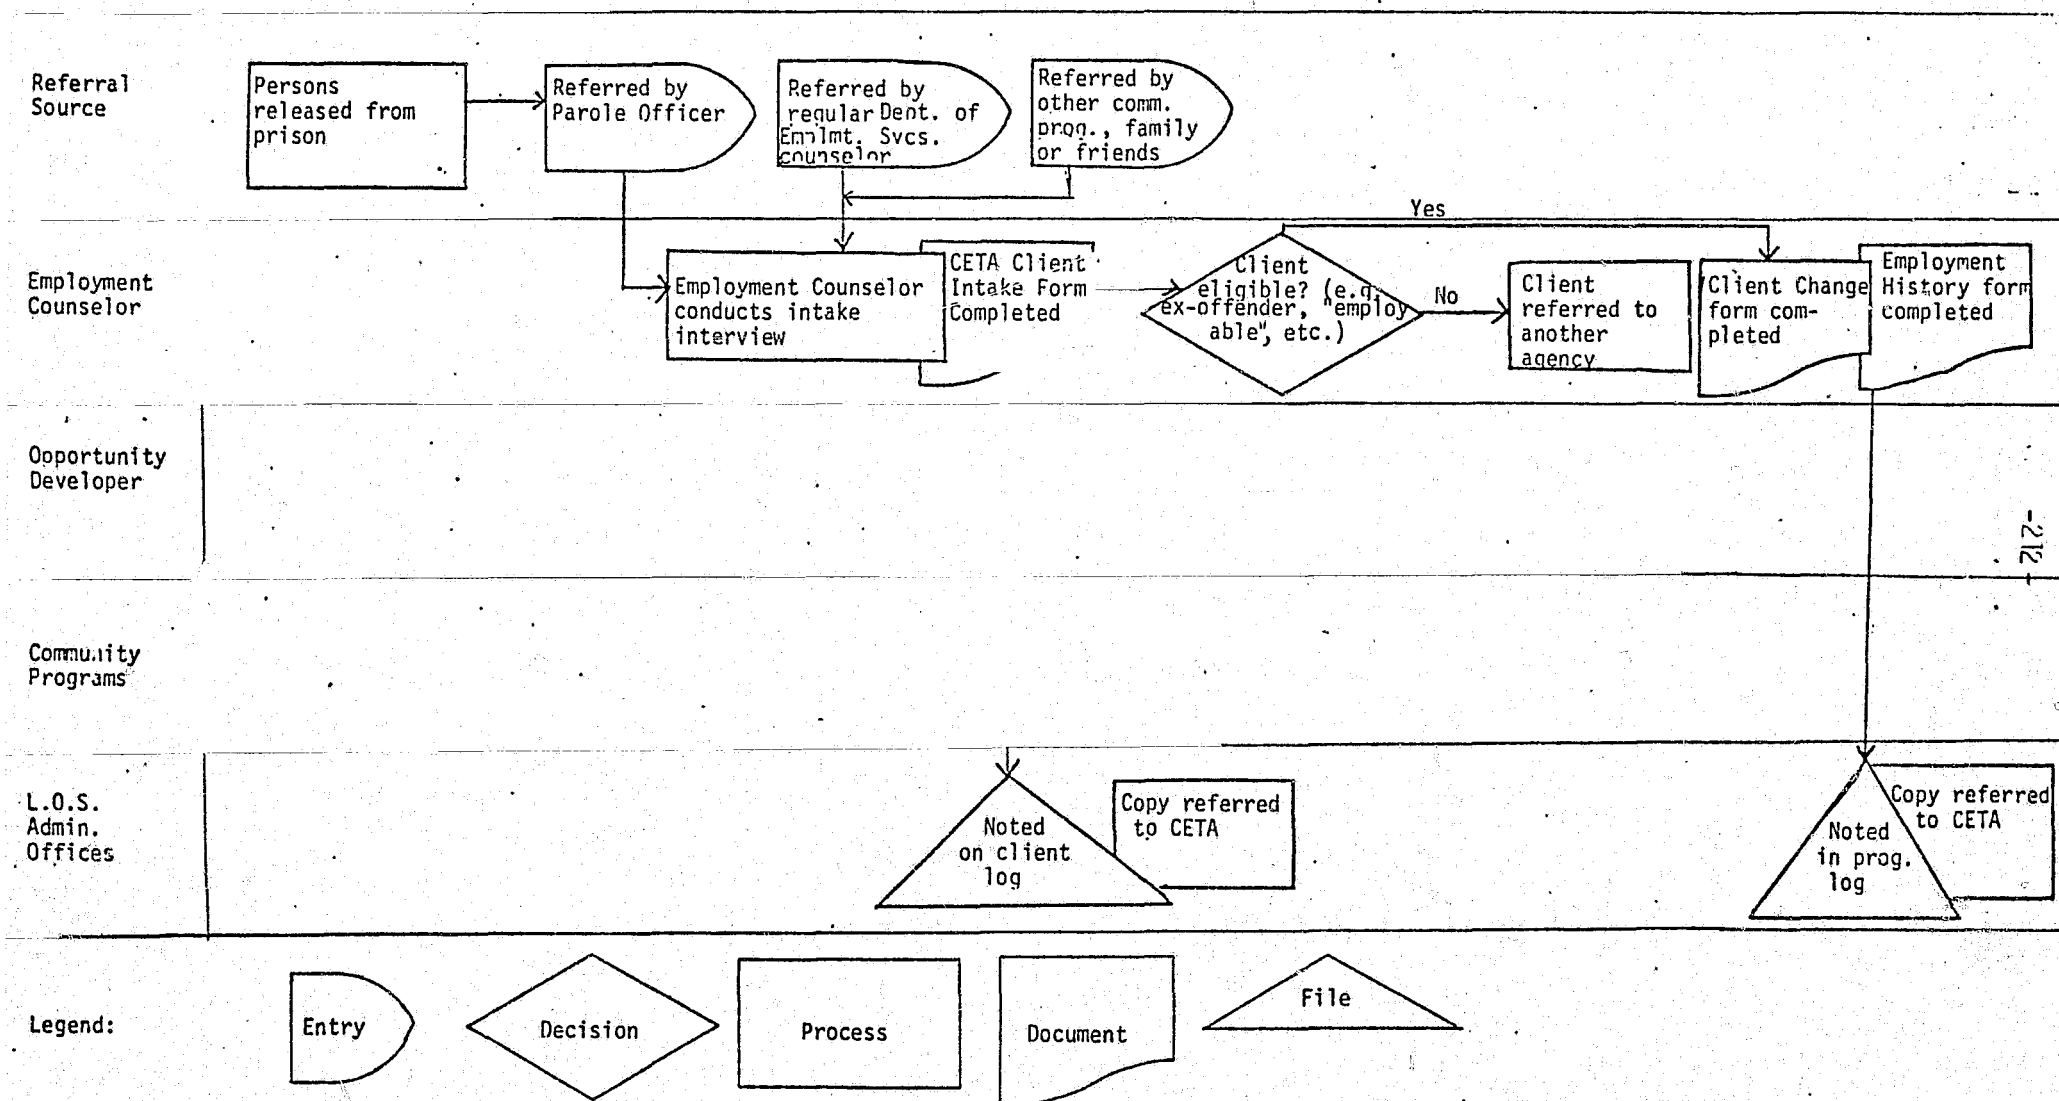 Referral
Source
Persons
released from
prison
Referred by
Parole Officer
Referred by
regular Dent. of
Emplmt. Svcs.
counselor
Referred by
other comm.
prog., family
or friends
Yes
Employment
Counselor
Employment Counselor
conducts intake
interview
CETA Client
Intake Form
Completed
Client
eligible? (e.g.
ex-offender, "employ
able", etc.)
No
Client
referred to
another
agency
Client Change
form com-
pleted
Employment
History form
completed
Opportunity
Developer
-212-
Community
Programs
L.O.S.
Admin.
Offices
Noted
on client
log
Copy referred
to CETA
Noted
in prog.
log
Copy referred
to CETA
Legend:
Entry
Decision
Process
Document
File